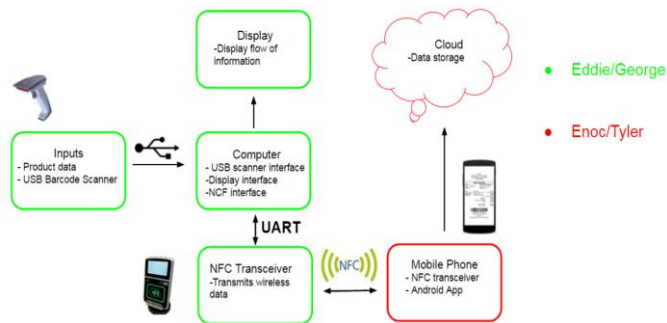 Display
-Display flow of
information
Cloud
-Data storage
Eddie/George
Enoc/Tyler
Inputs
- Product data
- USB Barcode Scanner
Computer
- USB scanner interface
-Display interface
-NCF interface
UART
NFC Transceiver
-Transmits wireless
data
(NFC)
Mobile Phone
- NFC transceiver
- Android App